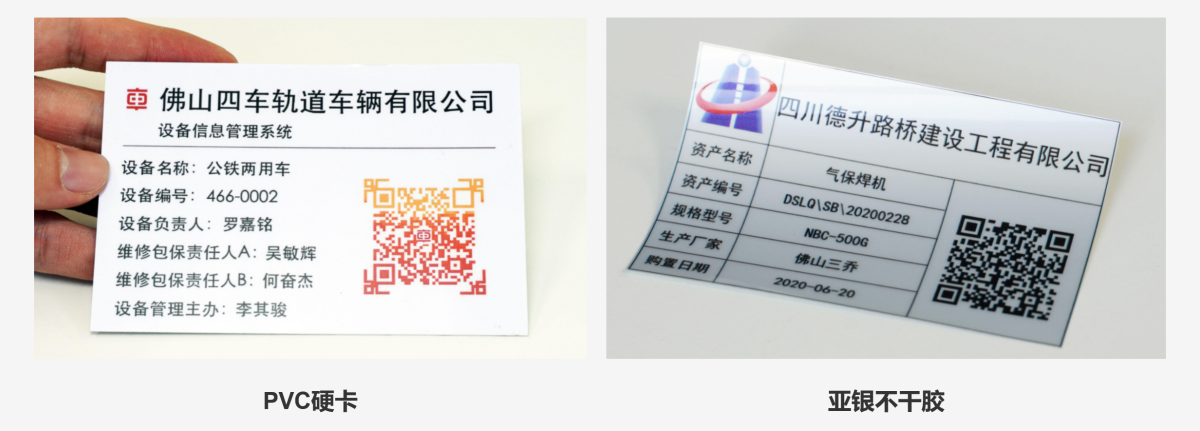 車 佛山四车轨道车辆有限公司
设备信息管理系统
设备名称：公铁两用车
设备编号：466-0002
设备负责人：罗嘉铭
维修包保责任人A：吴敏辉
维修包保责任人B：何奋杰
设备管理主办：李其骏
四川德升路桥建设工程有限公司
资产名称 气保焊机
资产编号 DSLQ\SB\20200228
规格型号 NBC-500G
生产厂家 佛山三乔
购置日期 2020-06-20
PVC硬卡
亚银不干胶